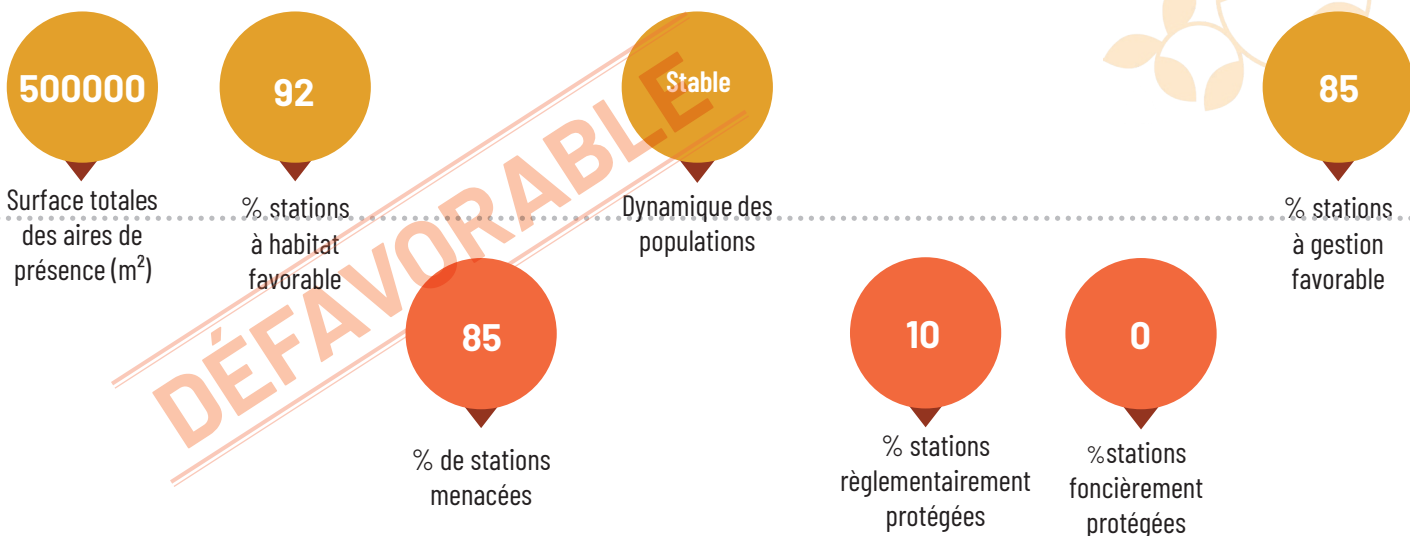 500000
Surface totales
des aires de
présence (m²)
92
% stations
à habitat
favorable
85
% de stations
menacées
Stable
Dynamique des
populations
10
% stations
règlementairement
protégées
0
%stations
foncièrement
protégées
85
% stations
à gestion
favorable
DÉFAVORABLE